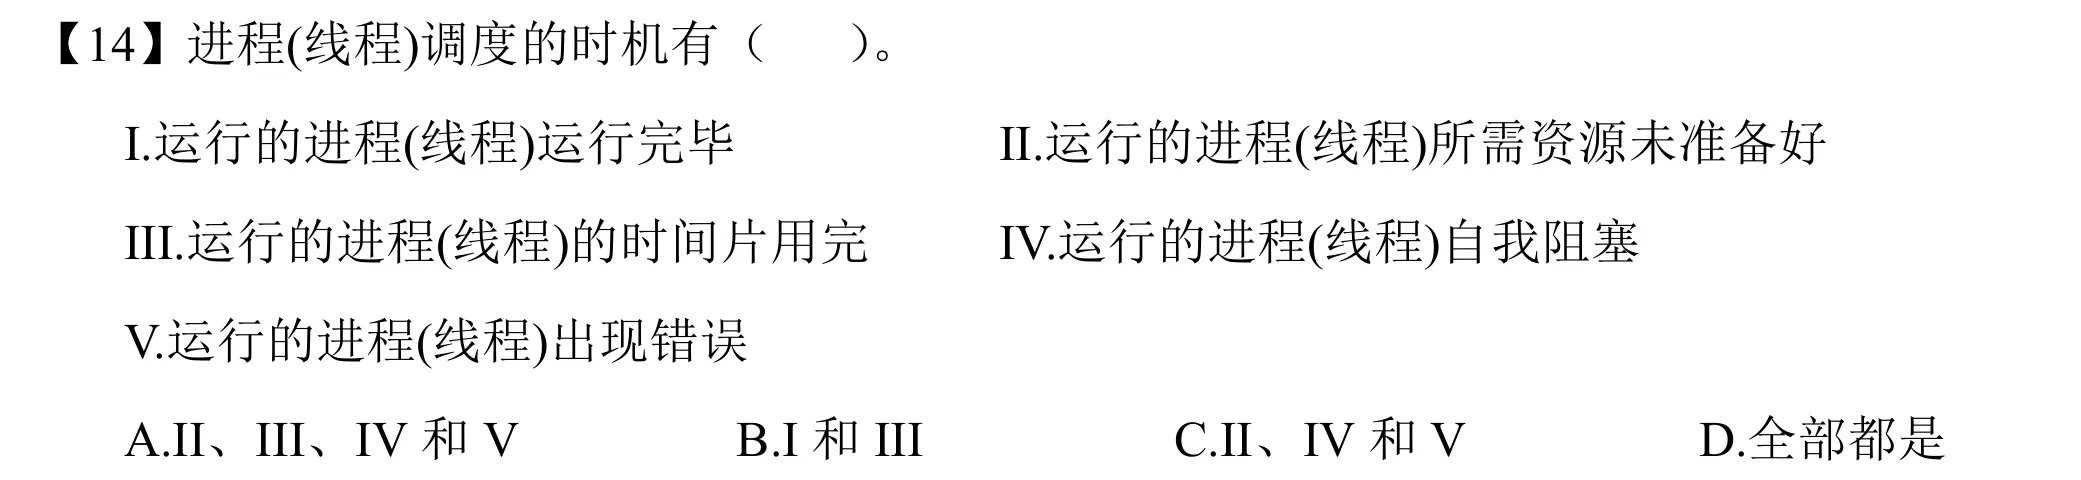 【14】进程(线程)调度的时机有（  ）。
I.运行的进程(线程)运行完毕 II.运行的进程(线程)所需资源未准备好
III.运行的进程(线程)的时间片用完 IV.运行的进程(线程)自我阻塞
V.运行的进程(线程)出现错误
A.II、III、IV 和 V B.I 和 III C.II、IV 和 V D.全部都是